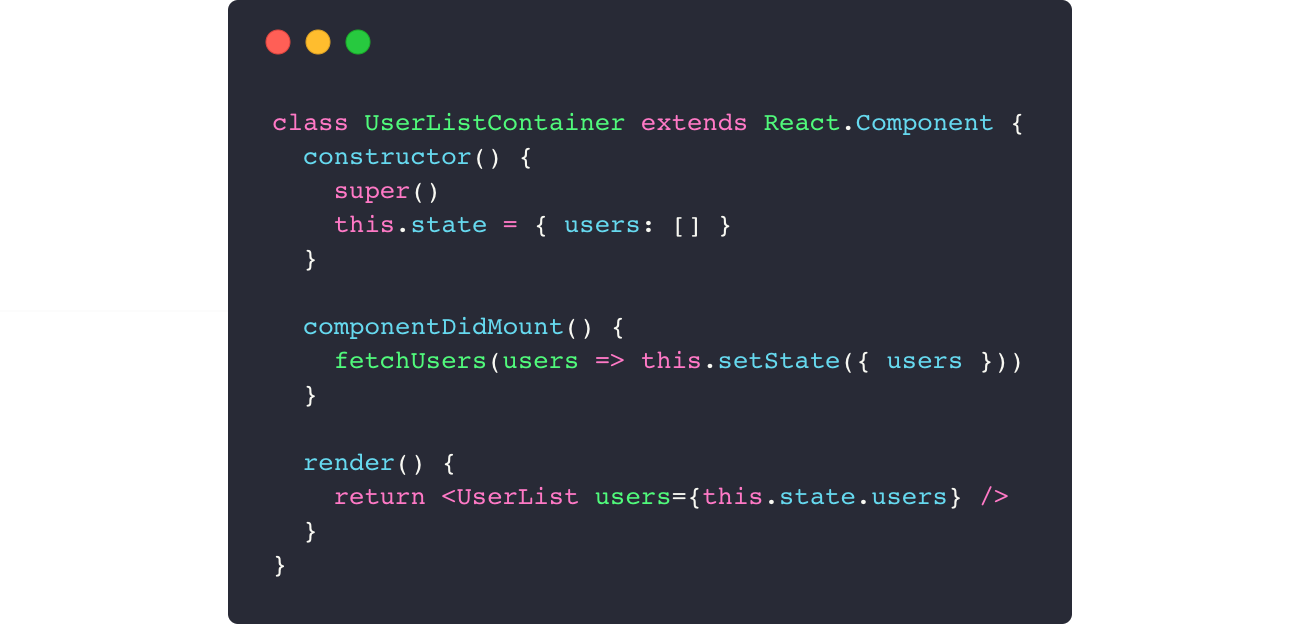 class UserListContainer extends React.Component {
  constructor() {
    super()
    this.state = { users: [] }
  }

  componentDidMount() {
    fetchUsers(users => this.setState({ users }))
  }

  render() {
    return <UserList users={this.state.users} />
  }
}